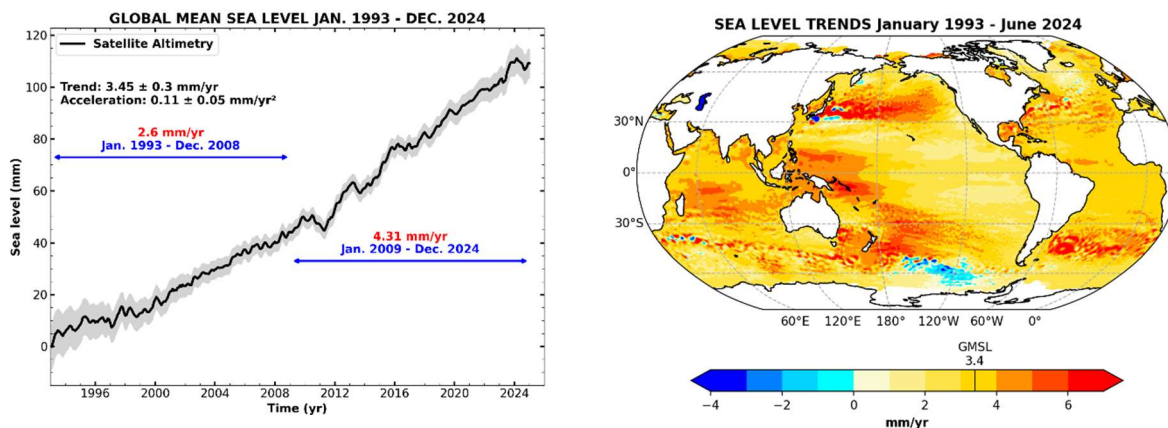 GLOBAL MEAN SEA LEVEL JAN. 1993 - DEC. 2024
120
100
80
60
40
20
0
Sea level (mm)
Satellite Altimetry
Trend: 3.45 ± 0.3 mm/yr
Acceleration: 0.11 ± 0.05 mm/yr²
2.6 mm/yr
Jan. 1993 - Dec. 2008
4.31 mm/yr
Jan. 2009 - Dec. 2024
1996 2000 2004 2008 2012 2016 2020 2024
Time (yr)
SEA LEVEL TRENDS January 1993 - June 2024
30°N
0°
30°S
60°E 120°E 180° 120°W 60°W 0°
GMSL
3.4
−4 −2 0 2 4 6
mm/yr